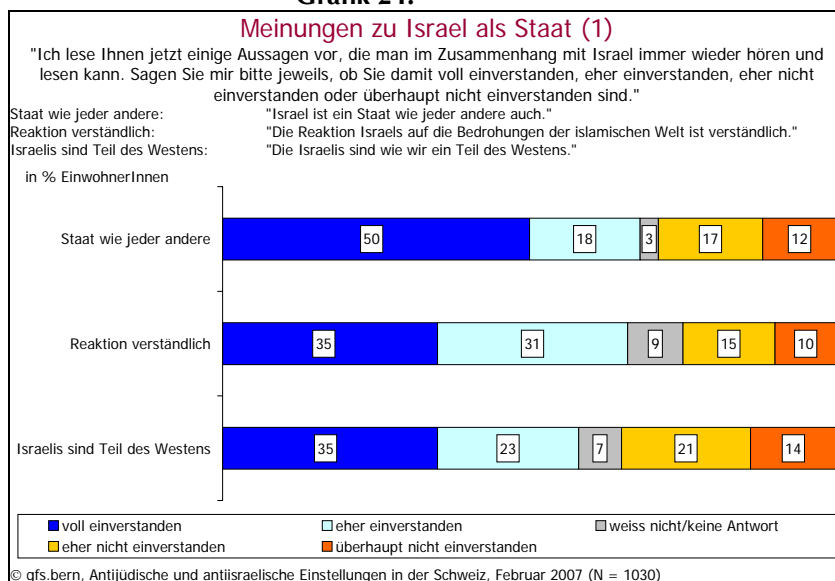 Grafik 24:
Meinungen zu Israel als Staat (1)
"Ich lese Ihnen jetzt einige Aussagen vor, die man im Zusammenhang mit Israel immer wieder hören und
lesen kann. Sagen Sie mir bitte jeweils, ob Sie damit voll einverstanden, eher einverstanden, eher nicht
einverstanden oder überhaupt nicht einverstanden sind."
Staat wie jeder andere: "Israel ist ein Staat wie jeder andere auch."
Reaktion verständlich: "Die Reaktion Israels auf die Bedrohungen der islamischen Welt ist verständlich."
Israelis sind Teil des Westens: "Die Israelis sind wie wir ein Teil des Westens."
in % EinwohnerInnen
Staat wie jeder andere 50 18 3 17 12
Reaktion verständlich 35 31 9 15 10
Israelis sind Teil des Westens 35 23 7 21 14
voll einverstanden eher einverstanden weiss nicht/keine Antwort
eher nicht einverstanden überhaupt nicht einverstanden
© gfs.bern, Antijüdische und antiisraelische Einstellungen in der Schweiz, Februar 2007 (N = 1030)